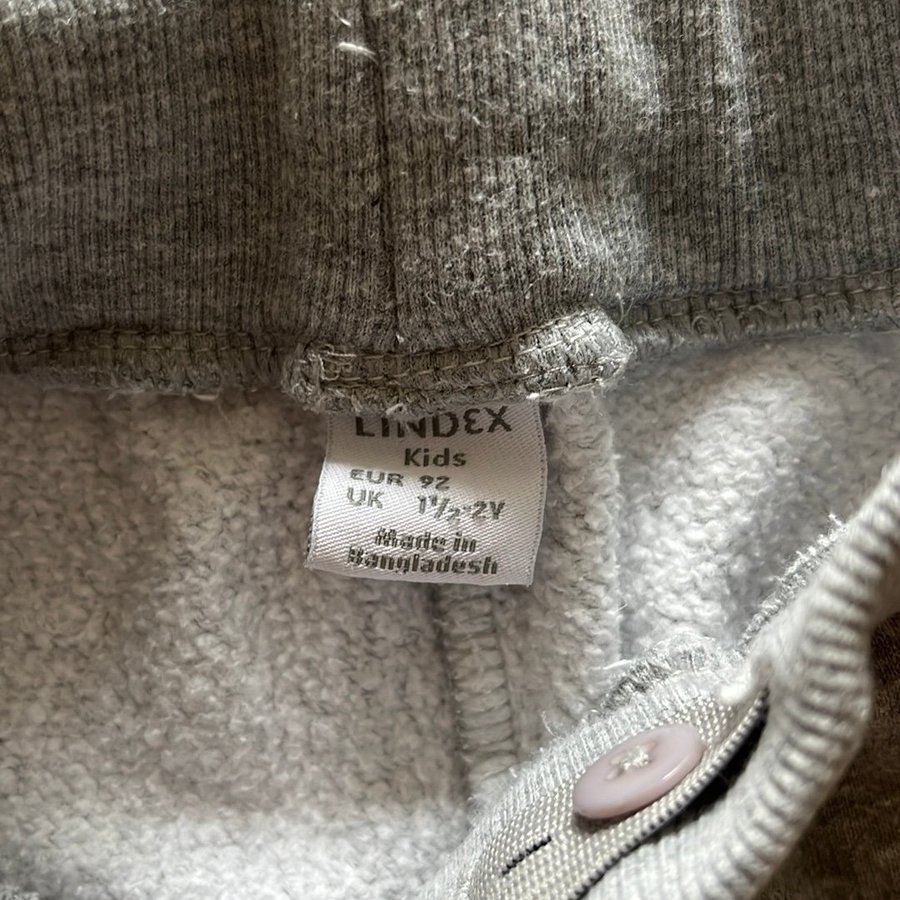 LINDEX
Kids
EUR 92
UK 1½-2Y
Made in
Bangladesh